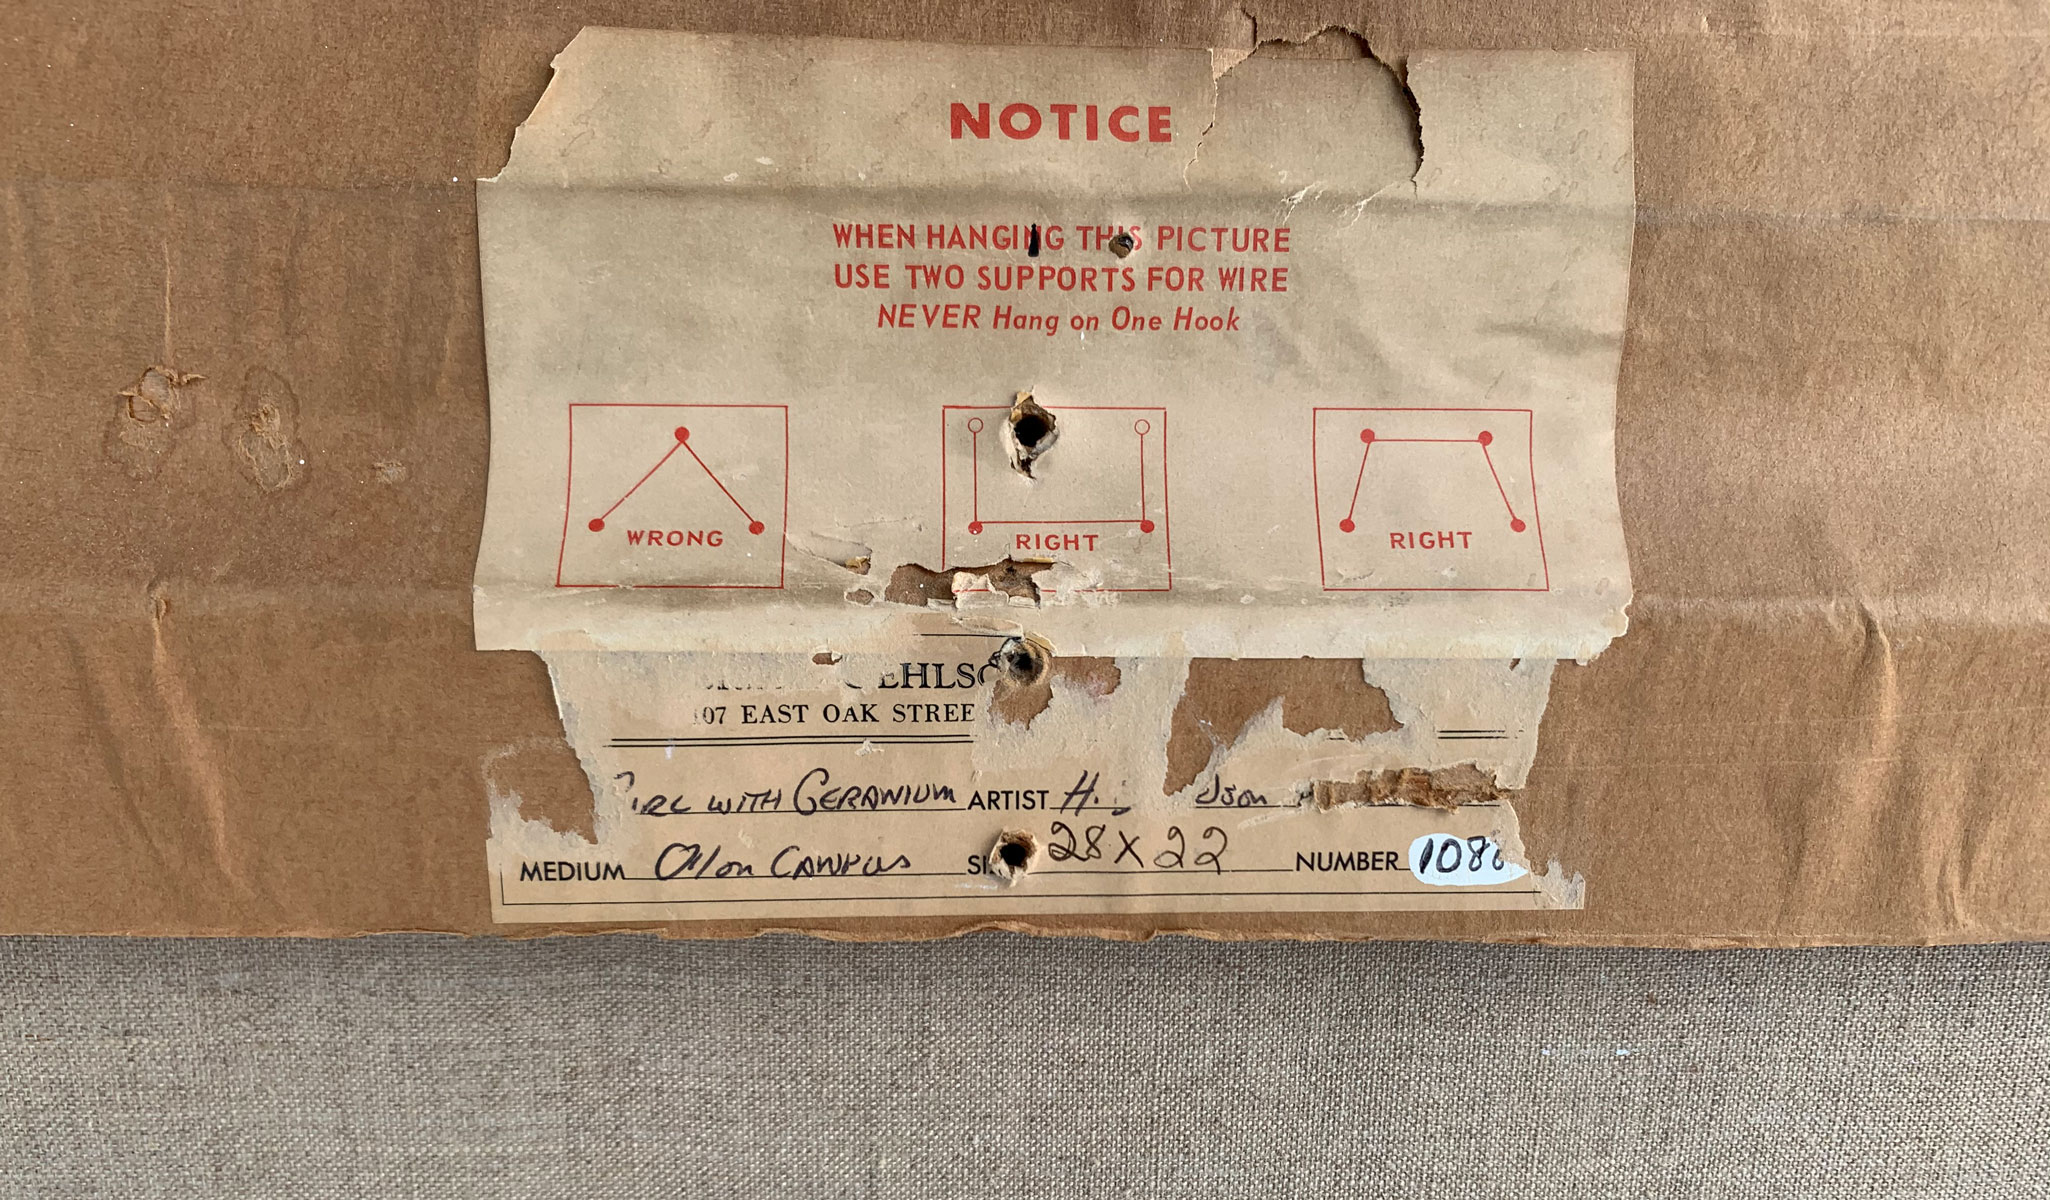 NOTICE
WHEN HANGING THIS PICTURE
USE TWO SUPPORTS FOR WIRE
NEVER Hang on One Hook
WRONG RIGHT RIGHT
EHLS
07 EAST OAK STREE
WITH GERANIUM ARTIST H.
MEDIUM Oil on CANVAS 28 X 22 NUMBER 108